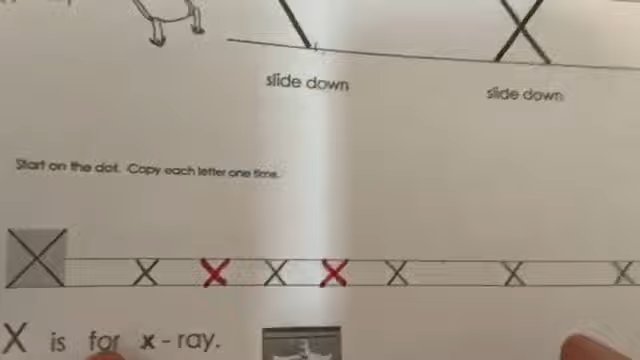 X
slide down
slide down
Start on the dot. Copy each letter one time.
X x x x x x x x
X is for x-ray.